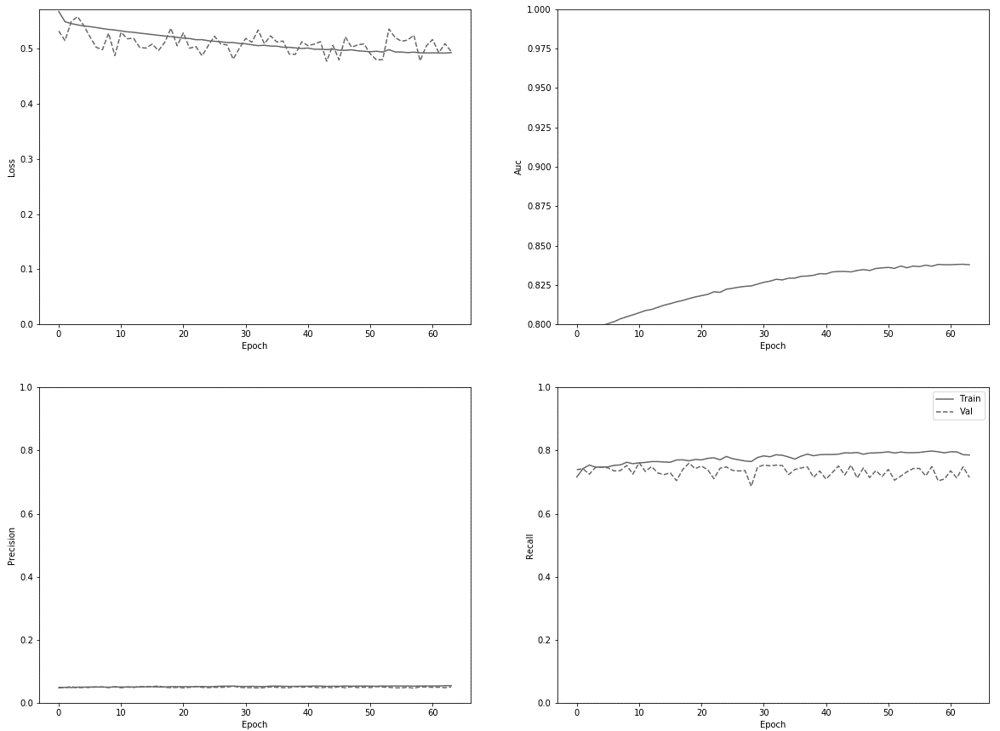 0.5
0.4
0.3
0.2
0.1
0.0
Loss
0 10 20 30 40 50 60
Epoch
1.000
0.975
0.950
0.925
0.900
0.875
0.850
0.825
0.800
Auc
0 10 20 30 40 50 60
Epoch
1.0
0.8
0.6
0.4
0.2
0.0
Precision
0 10 20 30 40 50 60
Epoch
1.0
0.8
0.6
0.4
0.2
0.0
Recall
Train
Val
0 10 20 30 40 50 60
Epoch